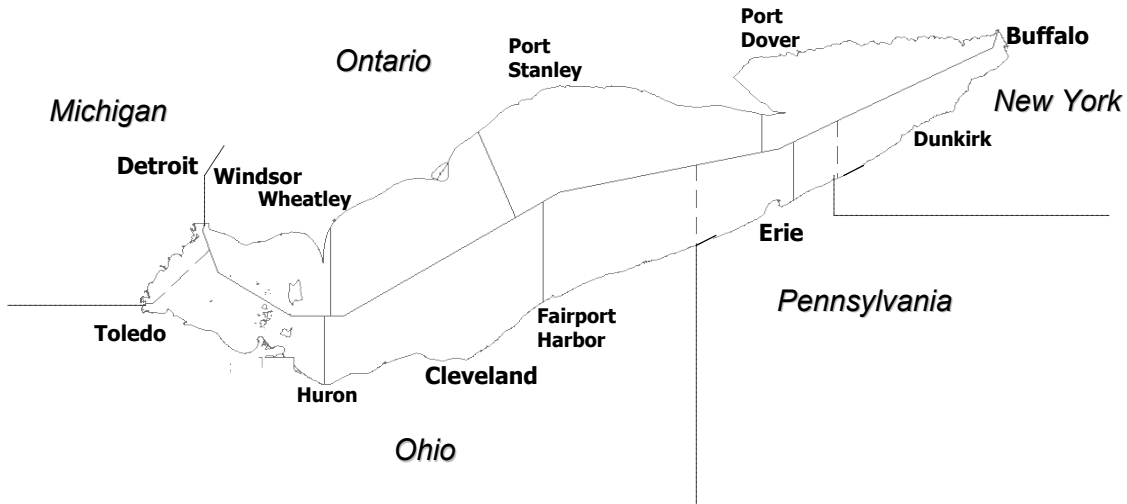 Port
Dover
Buffalo
Port
Stanley
Ontario
Michigan
New York
Dunkirk
Detroit
Windsor
Wheatley
Erie
Pennsylvania
Toledo
Fairport
Harbor
Cleveland
Huron
Ohio